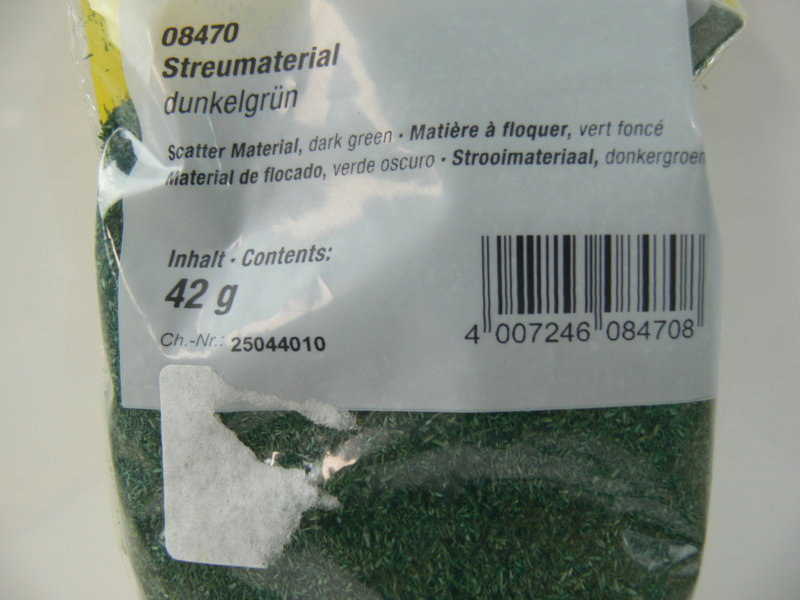 08470
Streumaterial
dunkelgrün
Scatter Material, dark green · Matière à floquer, vert foncé
Material de flocado, verde oscuro · Strooimateriaal, donkergroen
Inhalt · Contents:
42 g
Ch.-Nr.: 25044010
4 007246 084708